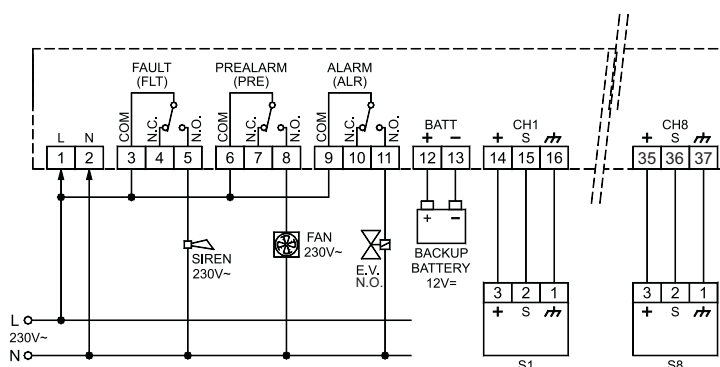 FAULT
(FLT)
PREALARM
(PRE)
ALARM
(ALR)
COM
N.C.
N.O.
COM
N.C.
N.O.
COM
N.C.
N.O.
L
N
BATT
+
−
CH1
+
S
CH8
+
S
1 2 3 4 5 6 7 8 9 10 11 12 13 14 15 16 35 36 37
+
−
BACKUP
BATTERY
12V=
SIREN
230V~
FAN
230V~
E.V.
N.O.
3 2 1
+
S
S1
3 2 1
+
S
S8
L
230V~
N